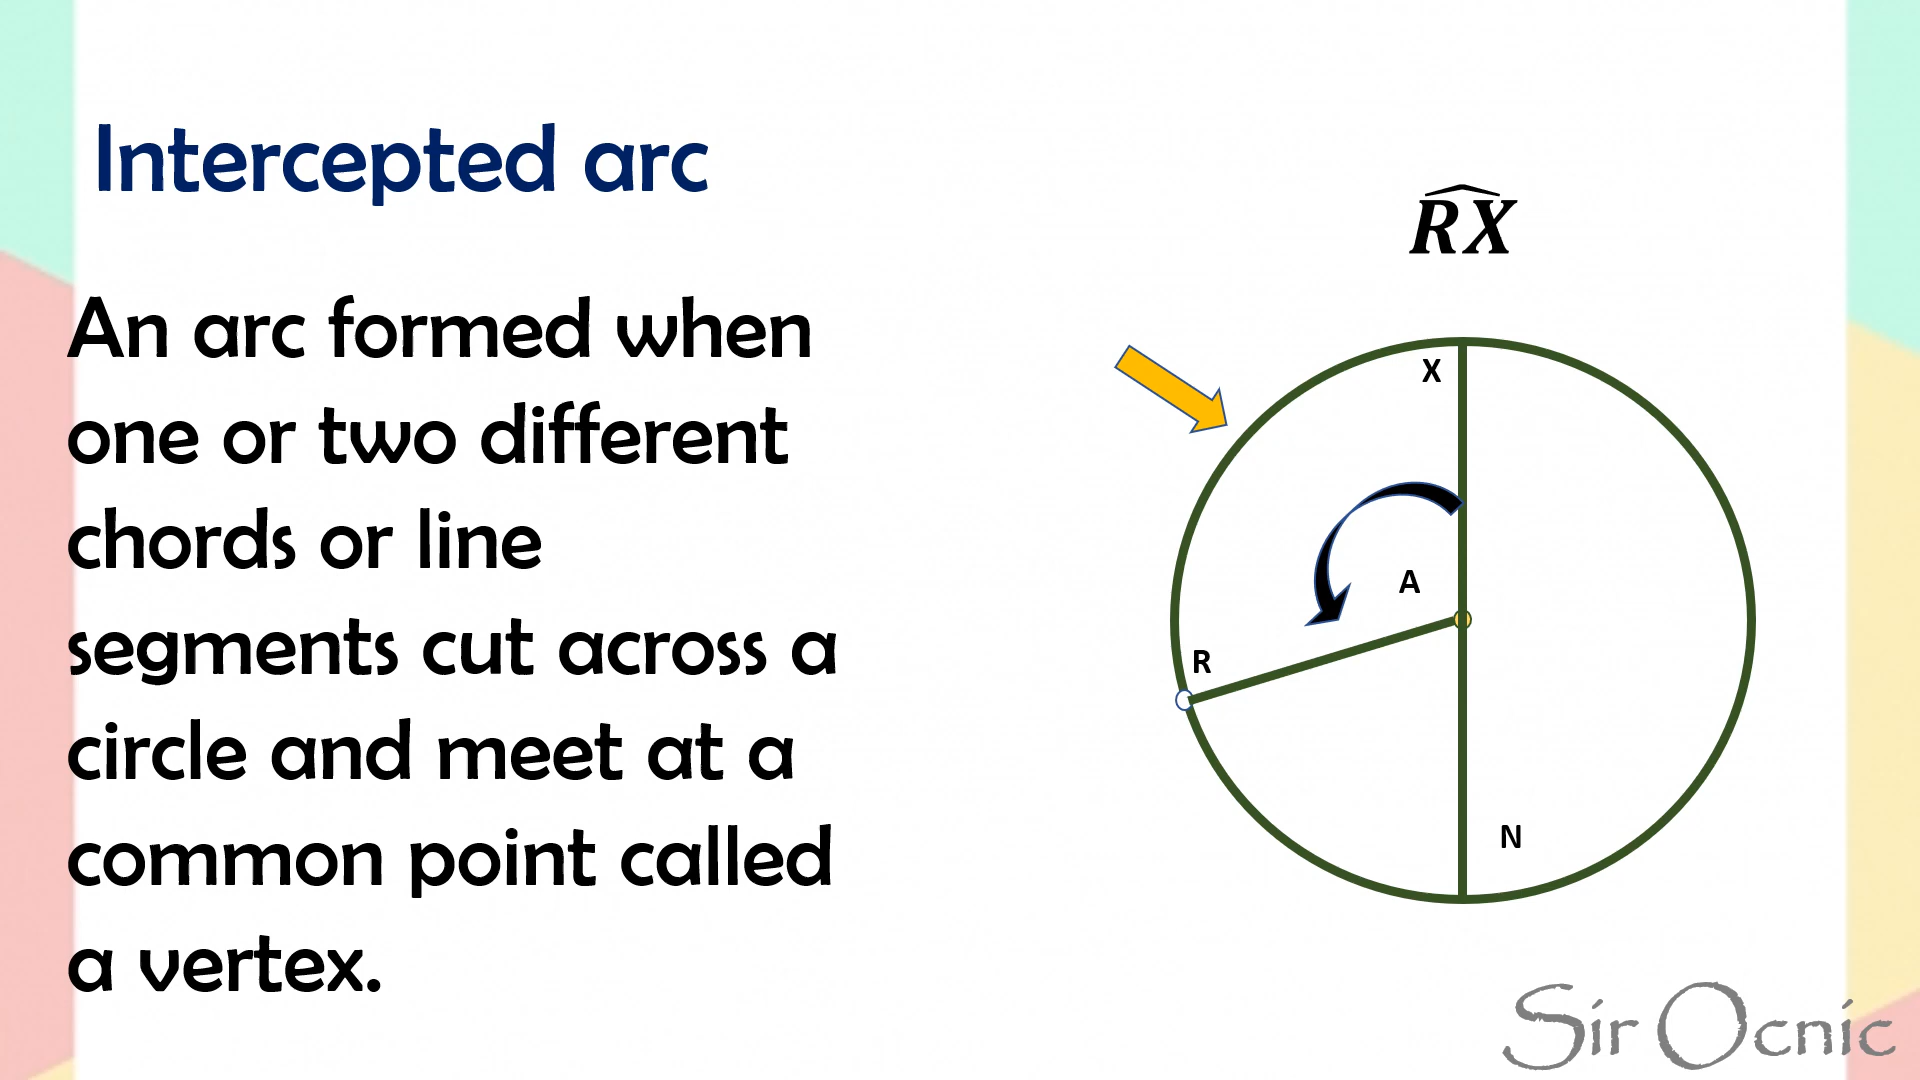 Intercepted arc
An arc formed when
one or two different
chords or line
segments cut across a
circle and meet at a
common point called
a vertex.
R͡X
X
A
R
N
Sir Ocnic